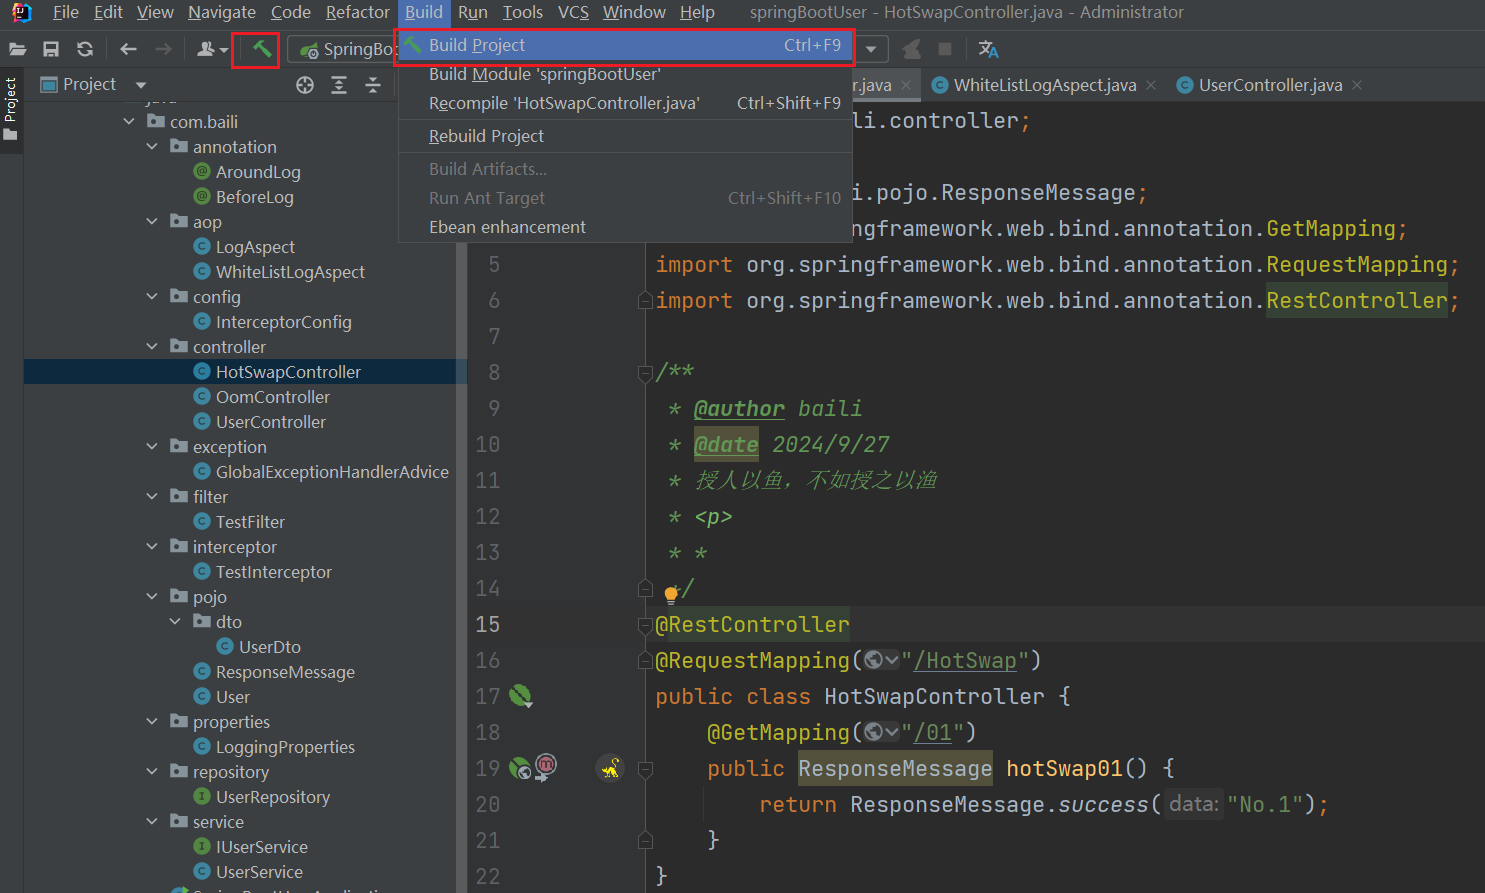 File Edit View Navigate Code Refactor Build Run Tools VCS Window Help springBootUser - HotSwapController.java - Administrator
SpringBoo
Build Project Ctrl+F9
Build Module 'springBootUser'
Recompile 'HotSwapController.java' Ctrl+Shift+F9
Rebuild Project
Build Artifacts...
Run Ant Target Ctrl+Shift+F10
Ebean enhancement
Project
Project
r.java
WhiteListLogAspect.java
UserController.java
java
com.baili
annotation
AroundLog
BeforeLog
aop
LogAspect
WhiteListLogAspect
config
InterceptorConfig
controller
HotSwapController
OomController
UserController
exception
GlobalExceptionHandlerAdvice
filter
TestFilter
interceptor
TestInterceptor
pojo
dto
UserDto
ResponseMessage
User
properties
LoggingProperties
repository
UserRepository
service
IUserService
UserService
li.controller;
i.pojo.ResponseMessage;
ngframework.web.bind.annotation.GetMapping;
5 import org.springframework.web.bind.annotation.RequestMapping;
6 import org.springframework.web.bind.annotation.RestController;
7
8 /**
9 * @author baili
10 * @date 2024/9/27
11 * 授人以鱼，不如授之以渔
12 * <p>
13 * *
14 */
15 @RestController
16 @RequestMapping("/HotSwap")
17 public class HotSwapController {
18 @GetMapping("/01")
19 public ResponseMessage hotSwap01() {
20 return ResponseMessage.success( data: "No.1");
21 }
22 }